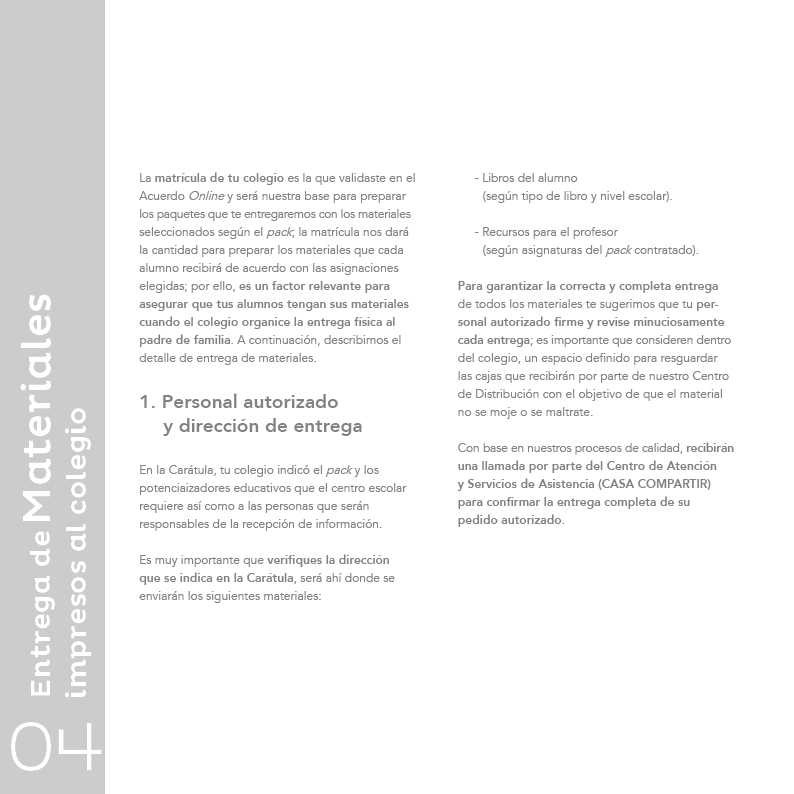 04
Entrega de Materiales
impresos al colegio
La matrícula de tu colegio es la que validaste en el
Acuerdo Online y será nuestra base para preparar
los paquetes que te entregaremos con los materiales
seleccionados según el pack; la matrícula nos dará
la cantidad para preparar los materiales que cada
alumno recibirá de acuerdo con las asignaciones
elegidas; por ello, es un factor relevante para
asegurar que tus alumnos tengan sus materiales
cuando el colegio organice la entrega física al
padre de familia. A continuación, describimos el
detalle de entrega de materiales.
1. Personal autorizado
y dirección de entrega
En la Carátula, tu colegio indicó el pack y los
potenciaizadores educativos que el centro escolar
requiere así como a las personas que serán
responsables de la recepción de información.
Es muy importante que verifiques la dirección
que se indica en la Carátula, será ahí donde se
enviarán los siguientes materiales:
- Libros del alumno
(según tipo de libro y nivel escolar).
- Recursos para el profesor
(según asignaturas del pack contratado).
Para garantizar la correcta y completa entrega
de todos los materiales te sugerimos que tu per-
sonal autorizado firme y revise minuciosamente
cada entrega; es importante que consideren dentro
del colegio, un espacio definido para resguardar
las cajas que recibirán por parte de nuestro Centro
de Distribución con el objetivo de que el material
no se moje o se maltrate.
Con base en nuestros procesos de calidad, recibirán
una llamada por parte del Centro de Atención
y Servicios de Asistencia (CASA COMPARTIR)
para confirmar la entrega completa de su
pedido autorizado.